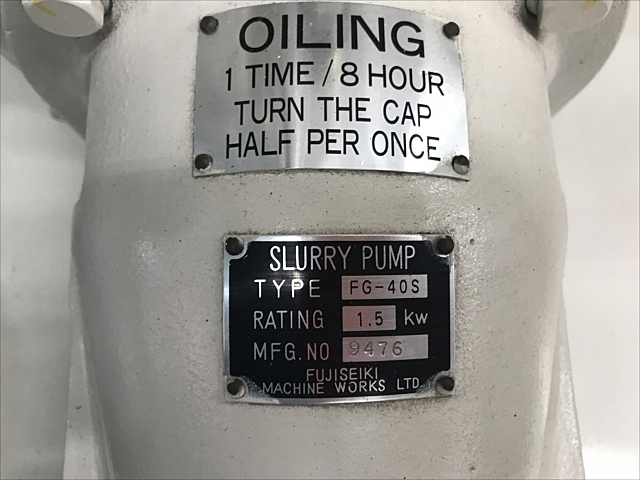 OILING
1 TIME / 8 HOUR
TURN THE CAP
HALF PER ONCE
SLURRY PUMP
TYPE FG-40S
RATING 1.5 Kw
MFG.NO 9476
FUJISEIKI
MACHINE WORKS LTD.